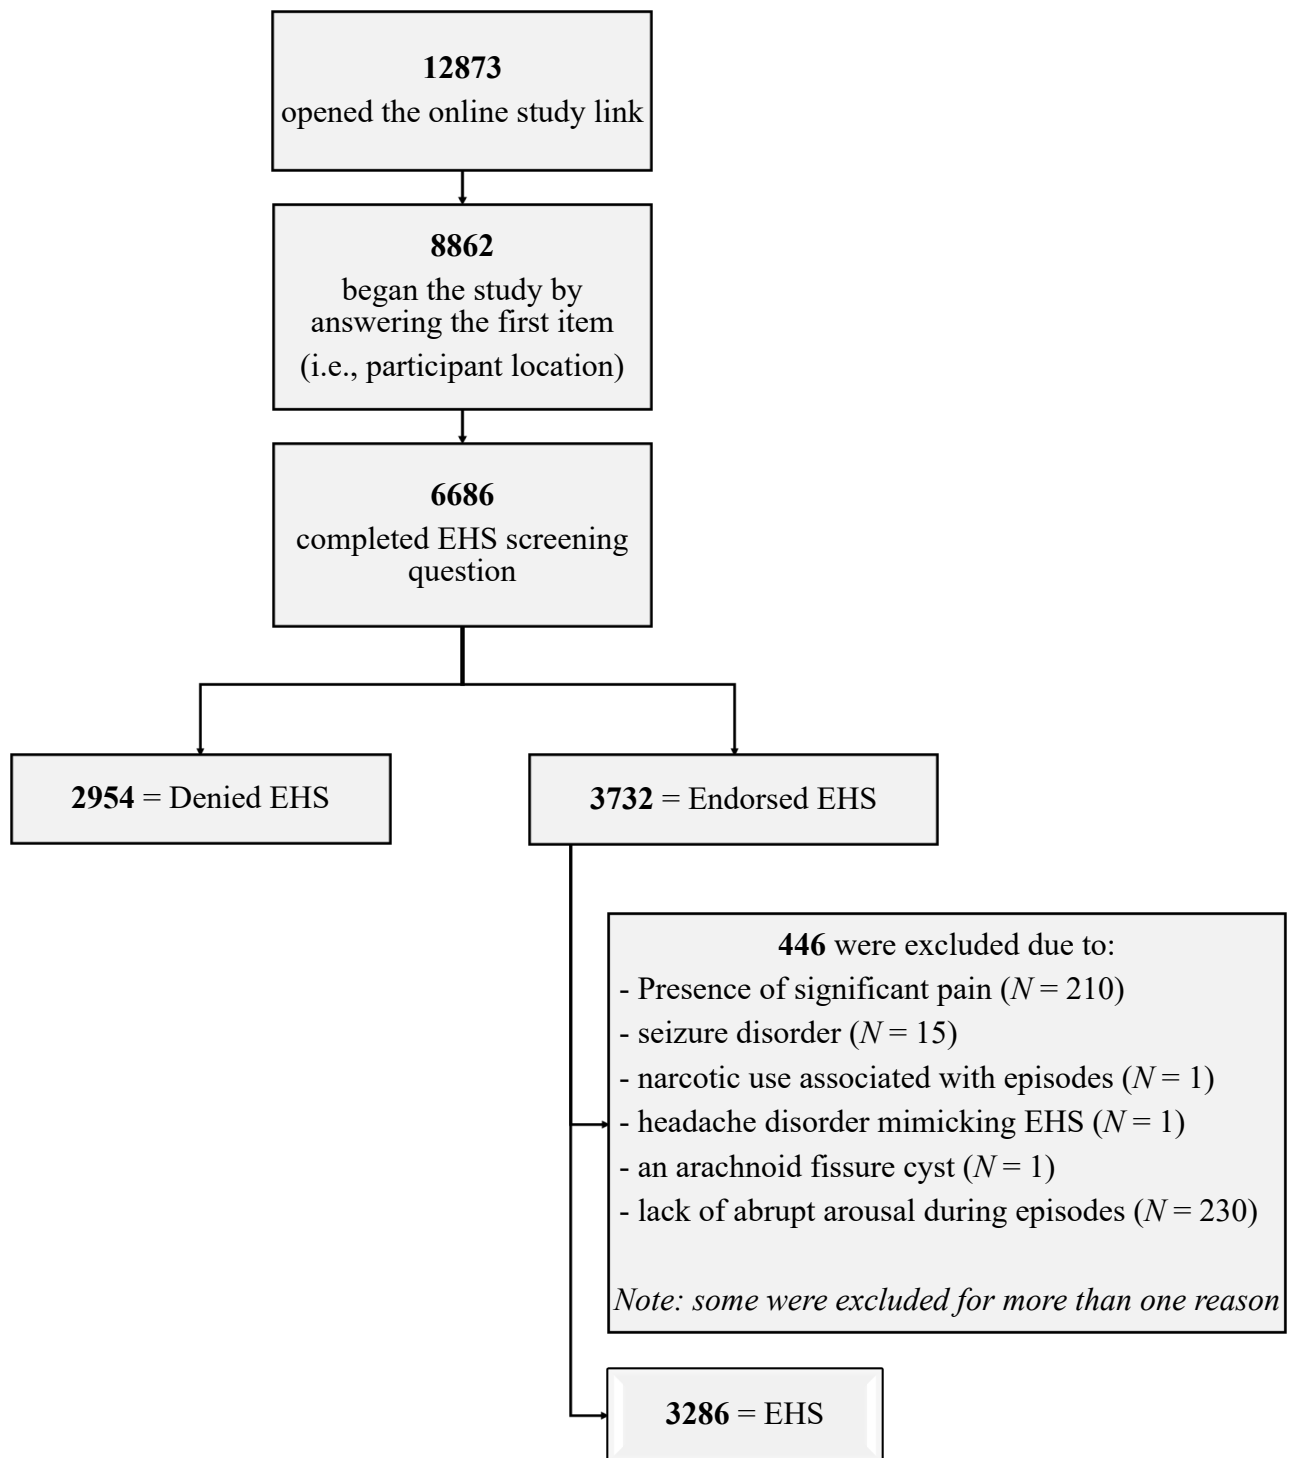 12873
opened the online study link
8862
began the study by
answering the first item
(i.e., participant location)
6686
completed EHS screening
question
2954 = Denied EHS
3732 = Endorsed EHS
446 were excluded due to:
- Presence of significant pain (N = 210)
- seizure disorder (N = 15)
- narcotic use associated with episodes (N = 1)
- headache disorder mimicking EHS (N = 1)
- an arachnoid fissure cyst (N = 1)
- lack of abrupt arousal during episodes (N = 230)
Note: some were excluded for more than one reason
3286 = EHS